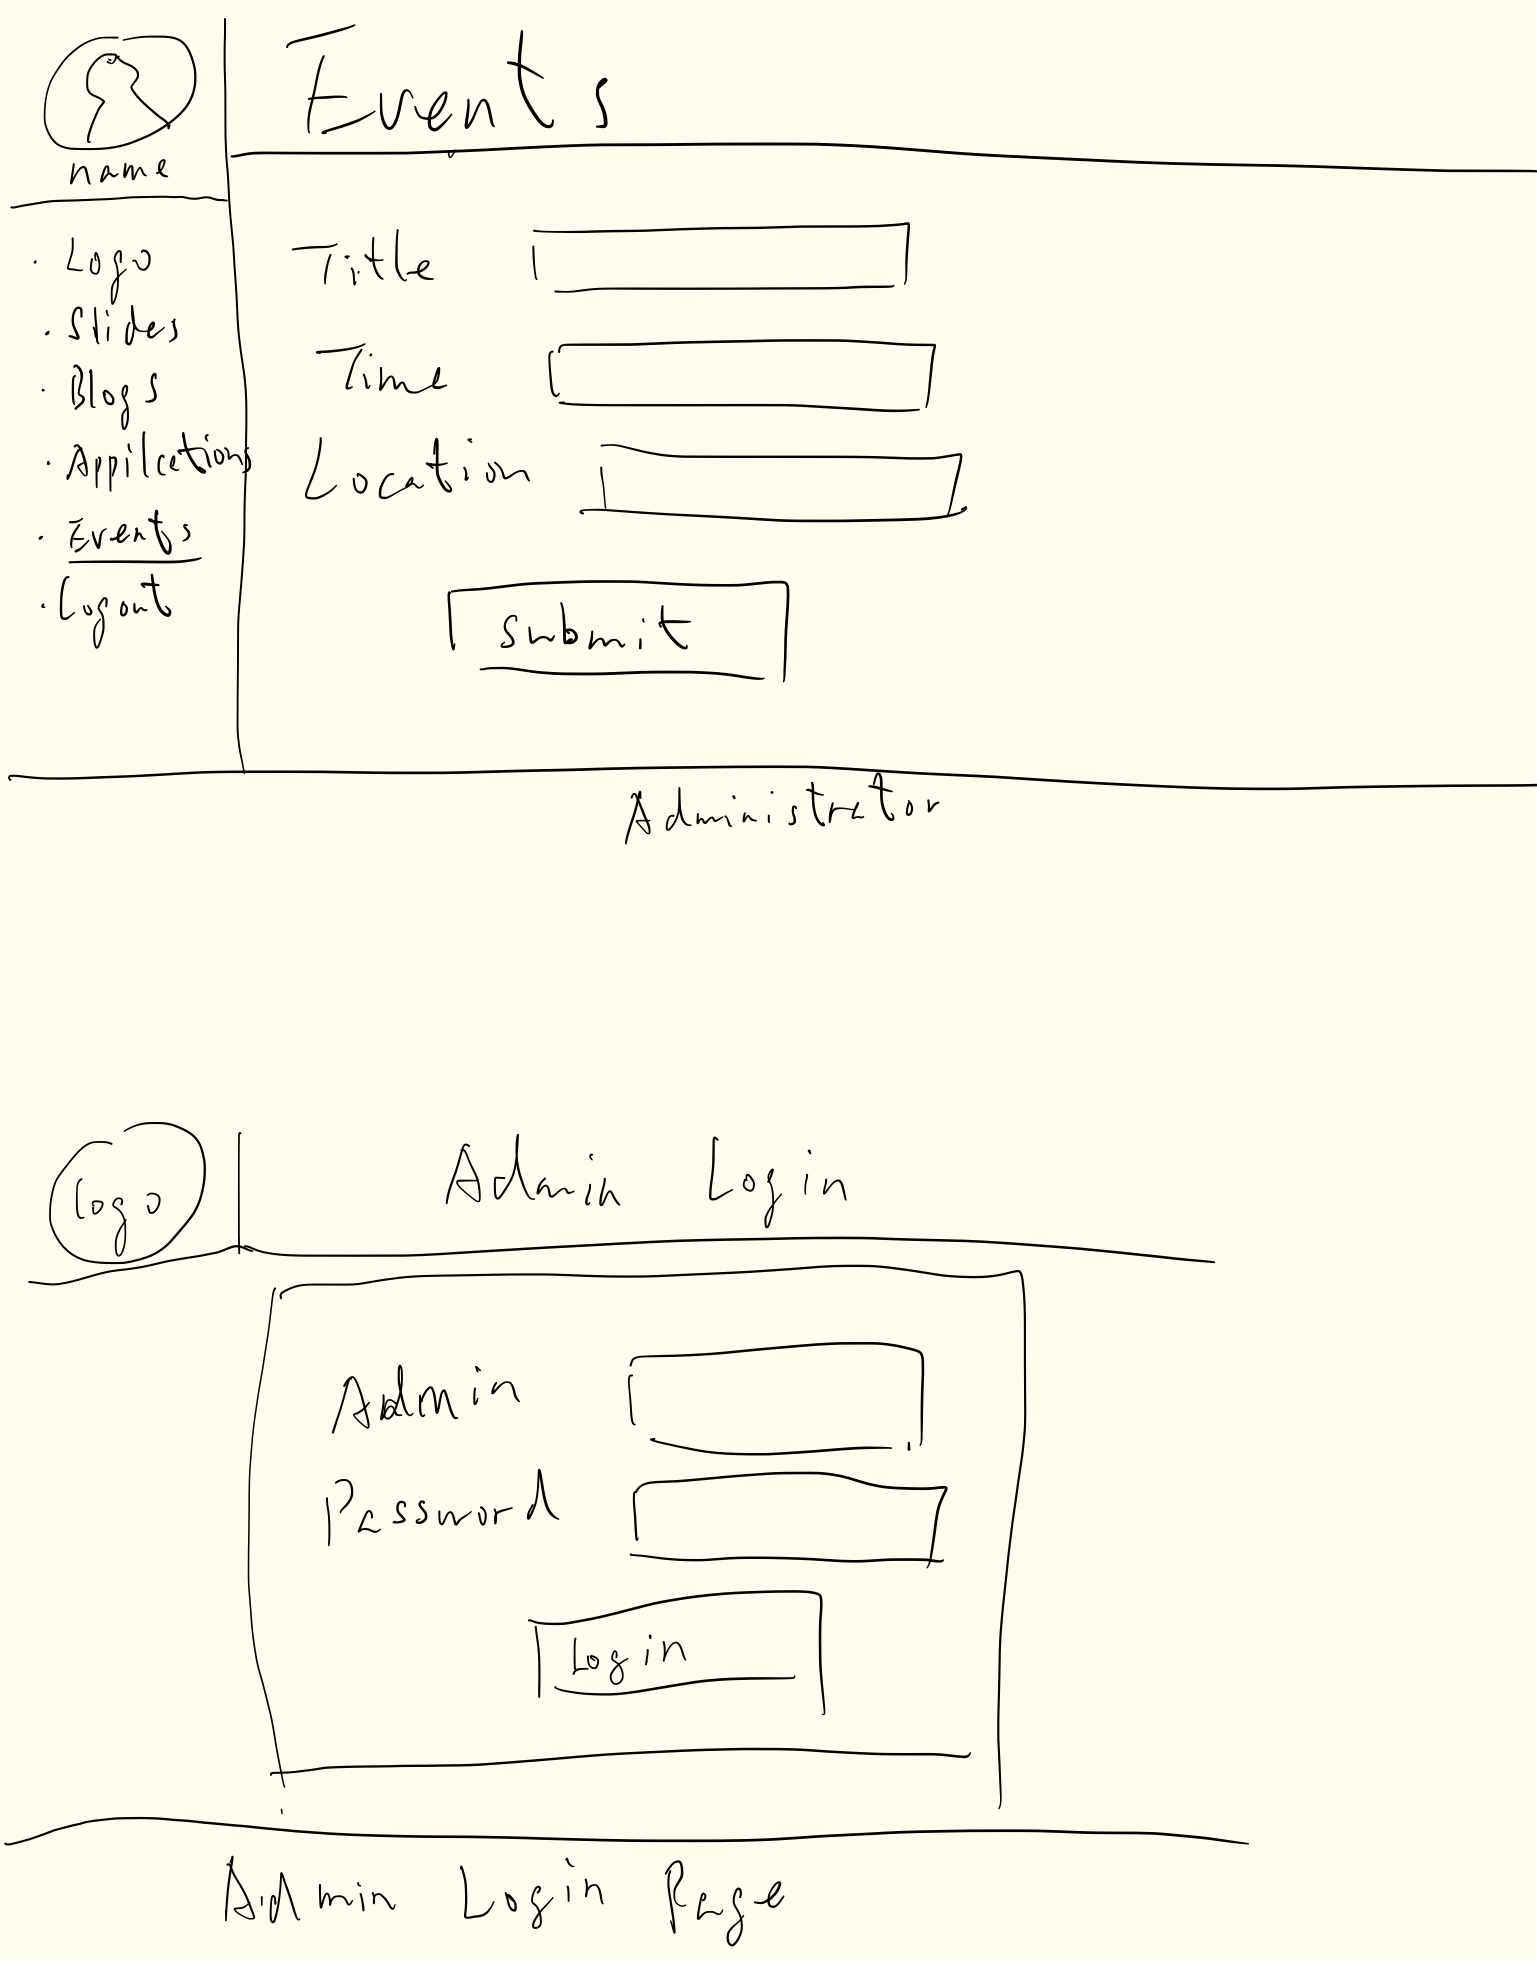 Events
name
Logo
Slides
Blogs
Appilcations
Events
Logout
Title
Time
Location
submit
Administrator
logo
Admin Login
Admin
Password
Login
Admin Login Page